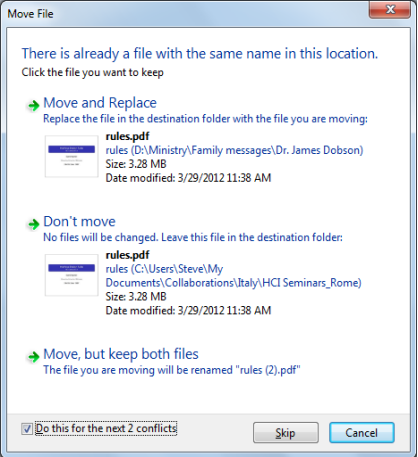 Move File
There is already a file with the same name in this location.
Click the file you want to keep
Move and Replace
Replace the file in the destination folder with the file you are moving:
rules.pdf
rules (D:\Ministry\Family messages\Dr. James Dobson)
Size: 3.28 MB
Date modified: 3/29/2012 11:38 AM
Don't move
No files will be changed. Leave this file in the destination folder:
rules.pdf
rules (C:\Users\Steve\My
Documents\Collaborations\Italy\HCI Seminars_Rome)
Size: 3.28 MB
Date modified: 3/29/2012 11:38 AM
Move, but keep both files
The file you are moving will be renamed "rules (2).pdf"
Do this for the next 2 conflicts
Skip
Cancel